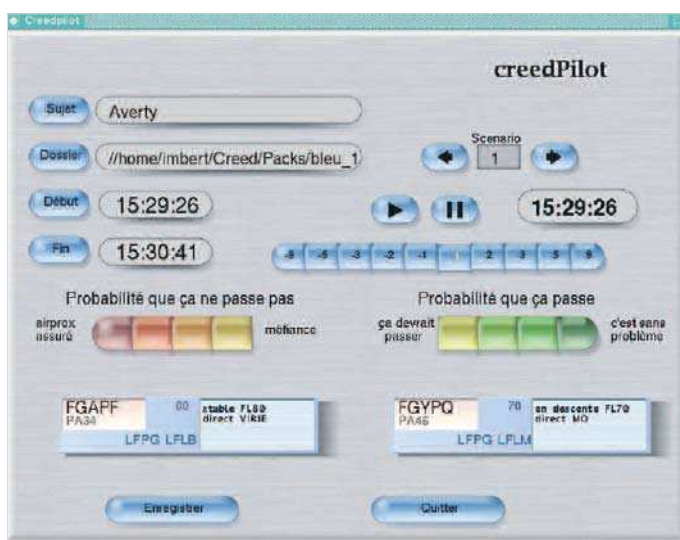 Creedpilot
creedPilot
Sujet Averty
Dossier //home/imbert/Creed/Packs/bleu_1
Scenario
1
Début 15:29:26
15:29:26
Fin 15:30:41
-9 -5 -3 -2 -1 1 2 3 5 9
Probabilité que ça ne passe pas
Probabilité que ça passe
airprox
assuré
méfiance
ça devrait
passer
c'est sans
problème
FGAPF 80 stable FL80
PA34 direct VIRIE
LFPG LFLB
FGYPQ 70 en descente FL70
PA46 direct MO
LFPG LFLM
Enregistrer
Quitter